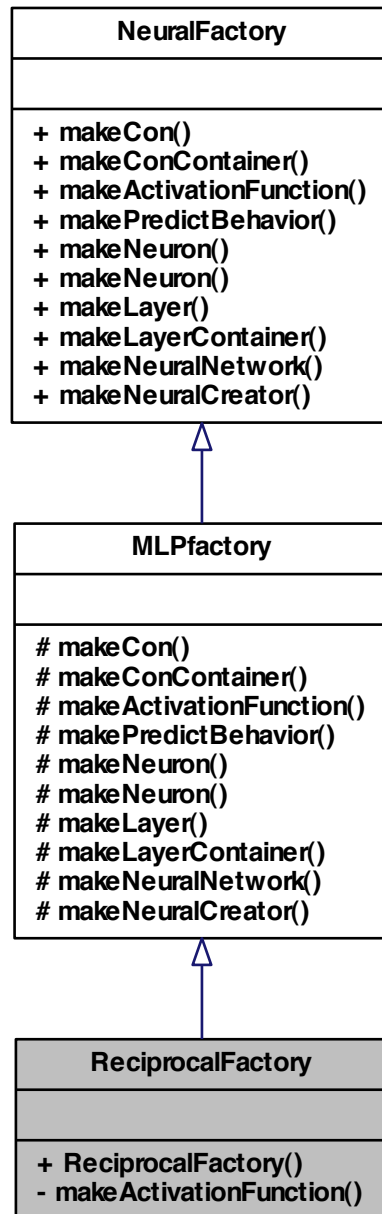 NeuralFactory
+ makeCon()
+ makeConContainer()
+ makeActivationFunction()
+ makePredictBehavior()
+ makeNeuron()
+ makeNeuron()
+ makeLayer()
+ makeLayerContainer()
+ makeNeuralNetwork()
+ makeNeuralCreator()
MLPfactory
# makeCon()
# makeConContainer()
# makeActivationFunction()
# makePredictBehavior()
# makeNeuron()
# makeNeuron()
# makeLayer()
# makeLayerContainer()
# makeNeuralNetwork()
# makeNeuralCreator()
ReciprocalFactory
+ ReciprocalFactory()
- makeActivationFunction()